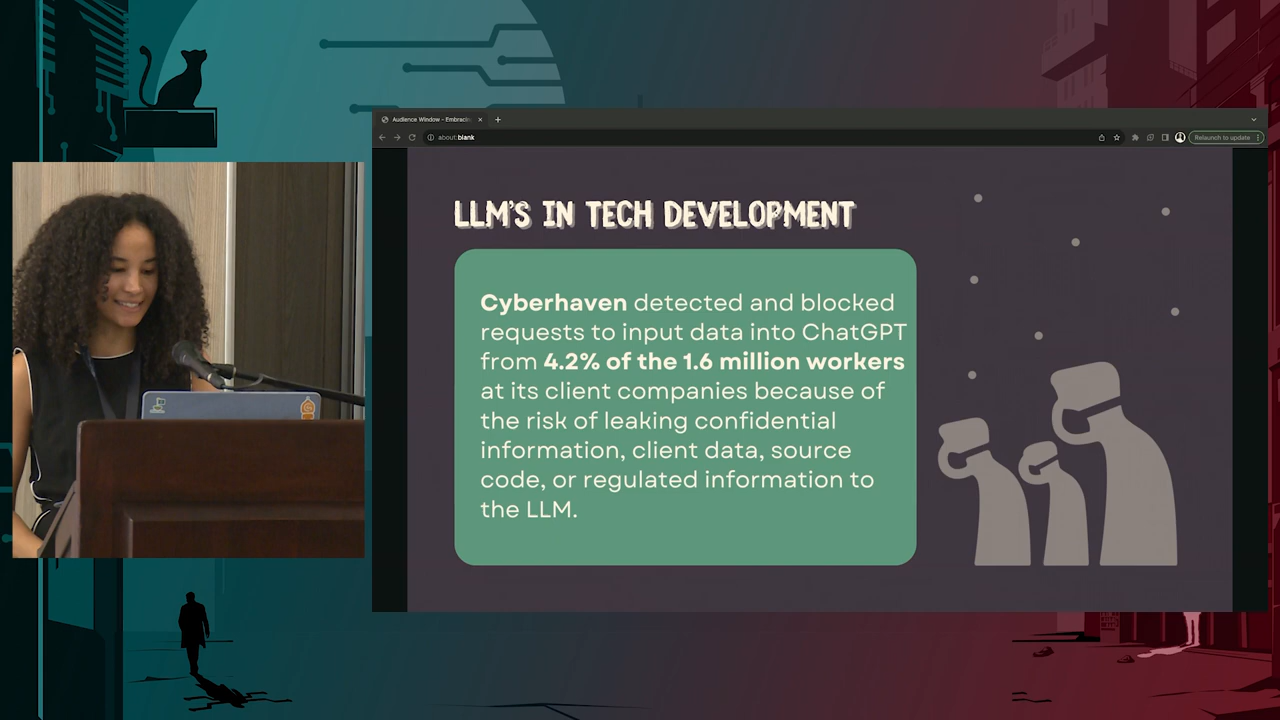 Audience Window - Embracin
about:blank
Relaunch to update
LLM'S IN TECH DEVELOPMENT
Cyberhaven detected and blocked
requests to input data into ChatGPT
from 4.2% of the 1.6 million workers
at its client companies because of
the risk of leaking confidential
information, client data, source
code, or regulated information to
the LLM.